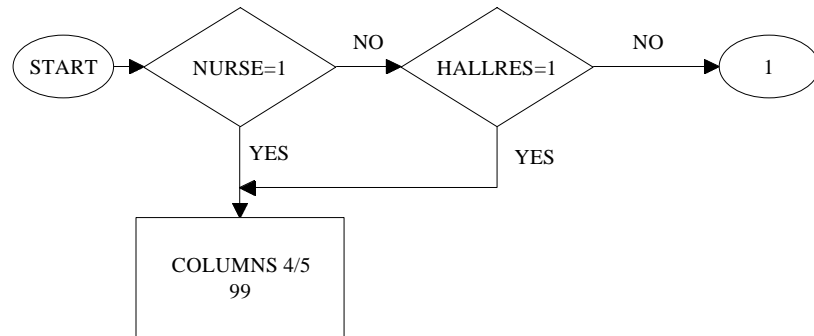 NO
NO
START
NURSE=1
HALLRES=1
1
YES
YES
COLUMNS 4/5
99